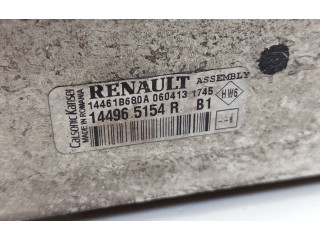 RENAULT ASSEMBLY
14461B680A 060413 1745
14496 5154 R B1
HW6
Calsonic Kansei
MADE IN ROMANIA